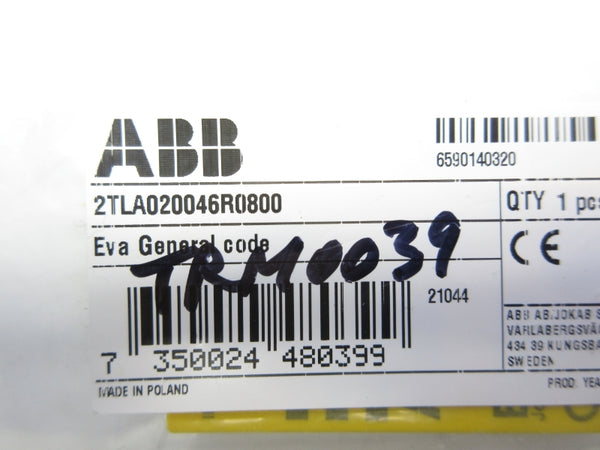 ABB
6590140320
2TLA020046R0800
QTY 1 pcs
Eva General code
TRM0039
CE
21044
7 350024 480399
ABB AB, JOKAB S
VARLABERGSVÄ
434 39 KUNGSBA
SWEDEN
MADE IN POLAND
PROD. YEA